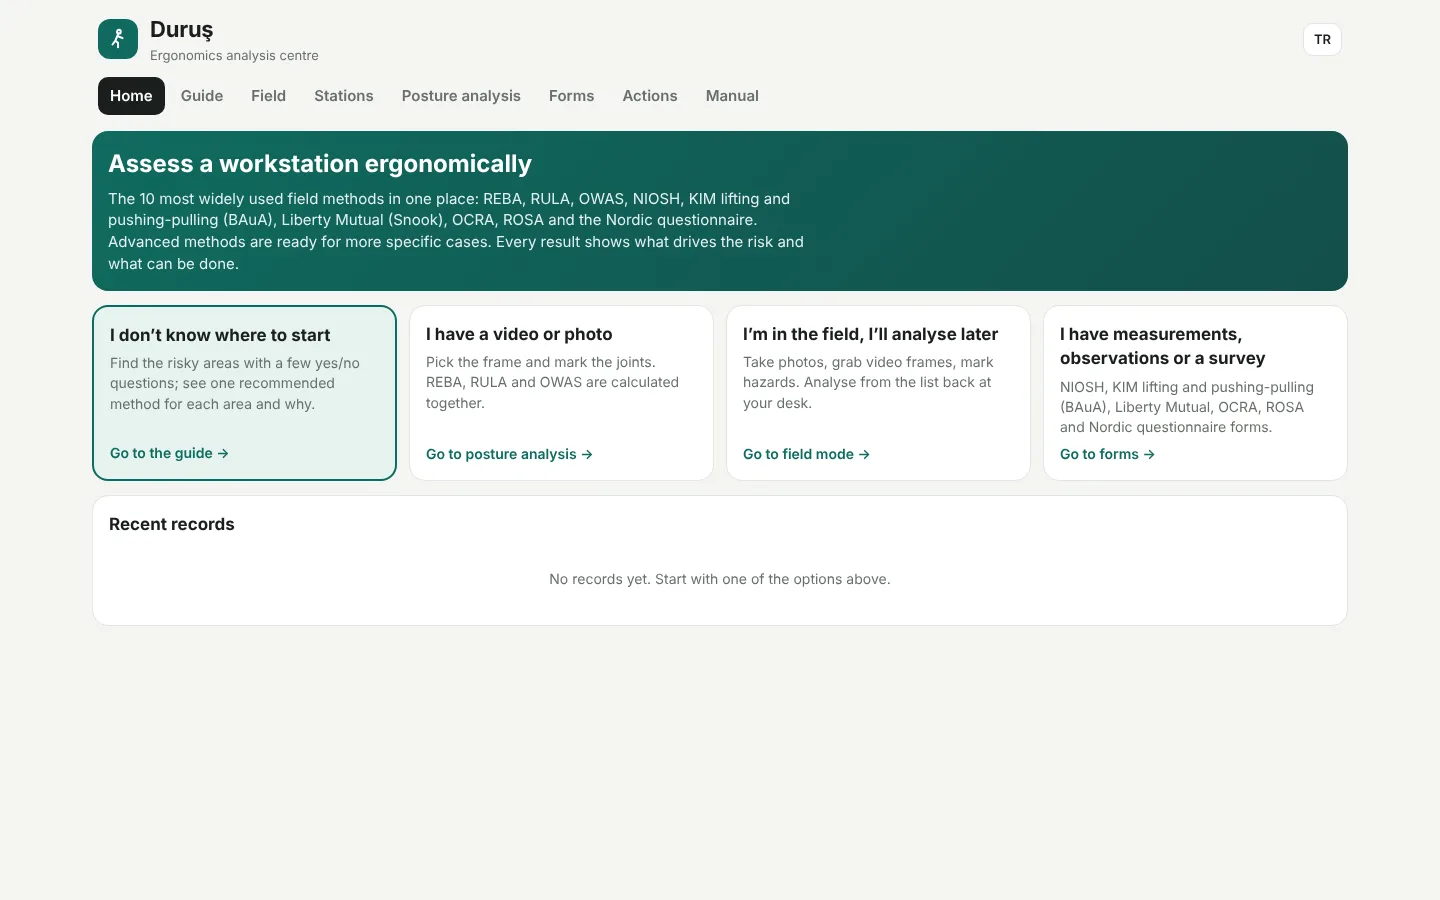 Duruş
Ergonomics analysis centre
TR
Home
Guide
Field
Stations
Posture analysis
Forms
Actions
Manual
Assess a workstation ergonomically
The 10 most widely used field methods in one place: REBA, RULA, OWAS, NIOSH, KIM lifting and
pushing-pulling (BAuA), Liberty Mutual (Snook), OCRA, ROSA and the Nordic questionnaire.
Advanced methods are ready for more specific cases. Every result shows what drives the risk and
what can be done.
I don’t know where to start
Find the risky areas with a few yes/no
questions; see one recommended
method for each area and why.
Go to the guide →
I have a video or photo
Pick the frame and mark the joints.
REBA, RULA and OWAS are calculated
together.
Go to posture analysis →
I’m in the field, I’ll analyse later
Take photos, grab video frames, mark
hazards. Analyse from the list back at
your desk.
Go to field mode →
I have measurements,
observations or a survey
NIOSH, KIM lifting and pushing-pulling
(BAuA), Liberty Mutual, OCRA, ROSA
and Nordic questionnaire forms.
Go to forms →
Recent records
No records yet. Start with one of the options above.